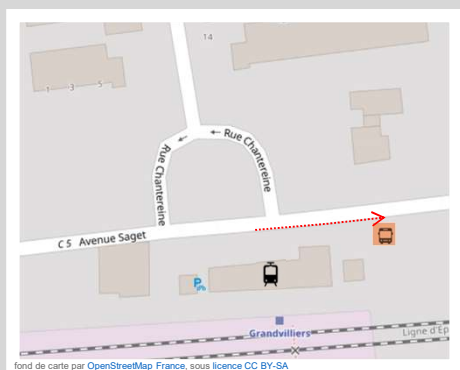 14
1 3 5
← Rue Chantereine
Rue Chantereine
Rue Chantereine
C 5 Avenue Saget
P
Grandvilliers
Ligne d'Ép
fond de carte par OpenStreetMap France, sous licence CC BY-SA